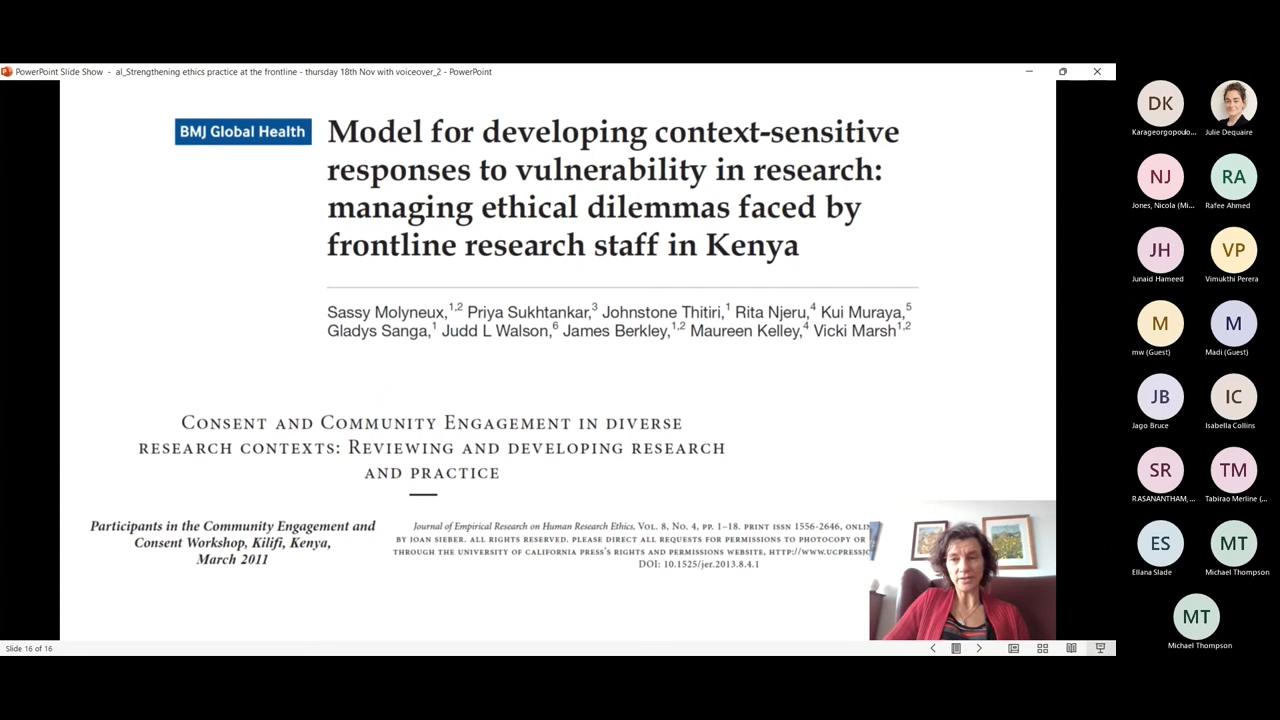 PowerPoint Slide Show - al_Strengthening ethics practice at the frontline - thursday 18th Nov with voiceover_2 - PowerPoint
BMJ Global Health
Model for developing context-sensitive
responses to vulnerability in research:
managing ethical dilemmas faced by
frontline research staff in Kenya
Sassy Molyneux,1,2 Priya Sukhtankar,3 Johnstone Thitiri,1 Rita Njeru,4 Kui Muraya,5
Gladys Sanga,1 Judd L Walson,6 James Berkley,1,2 Maureen Kelley,4 Vicki Marsh1,2
Consent and Community Engagement in diverse
research contexts: Reviewing and developing research
and practice
Participants in the Community Engagement and
Consent Workshop, Kilifi, Kenya,
March 2011
Journal of Empirical Research on Human Research Ethics, Vol. 8, No. 4, pp. 1–18. print issn 1556-2646, onlin
by joan sieber. all rights reserved. please direct all requests for permissions to photocopy or
through the university of california press's rights and permissions website, http://www.ucpressjo
DOI: 10.1525/jer.2013.8.4.1
Slide 16 of 16
DK
Karageorgopoulo...
Julie Dequaire
NJ
Jones, Nicola (Mi...
RA
Rafee Ahmed
JH
Junaid Hameed
VP
Vimukthi Perera
M
mw (Guest)
M
Madi (Guest)
JB
Jago Bruce
IC
Isabella Collins
SR
RASANANTHAM,...
TM
Tabirao Merline (...
ES
Ellana Slade
MT
Michael Thompson
MT
Michael Thompson